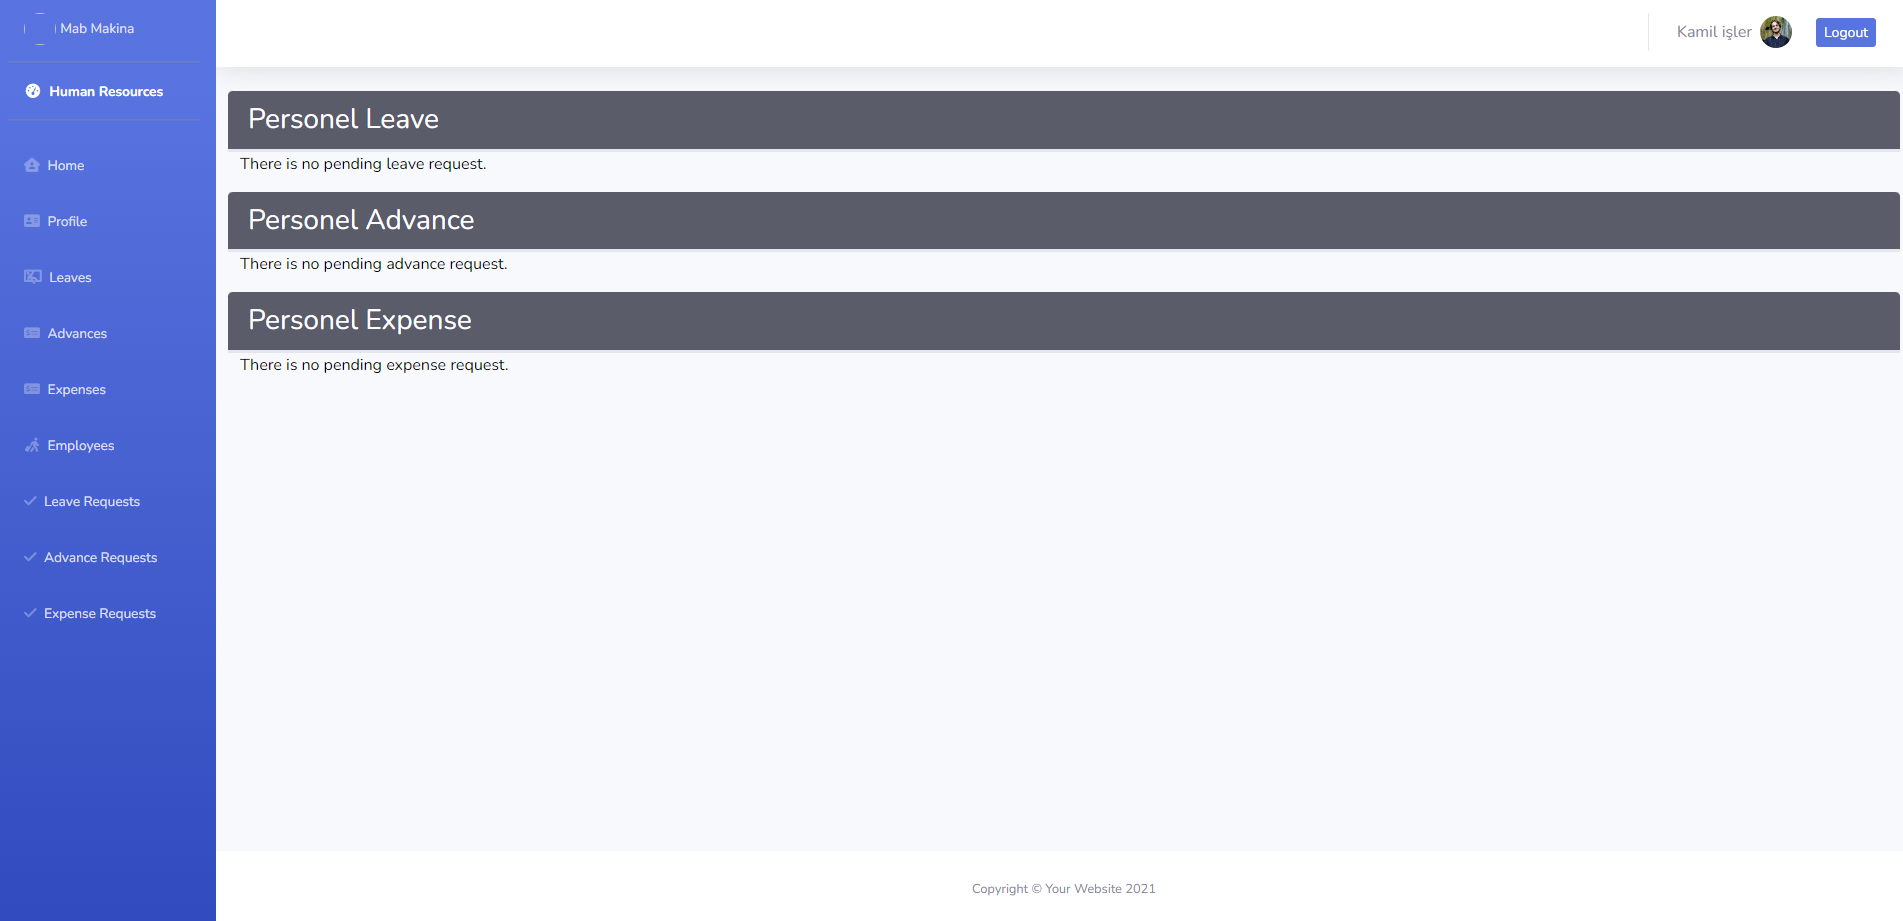 Mab Makina
Human Resources
Home
Profile
Leaves
Advances
Expenses
Employees
Leave Requests
Advance Requests
Expense Requests
Kamil işler
Logout
Personel Leave
There is no pending leave request.
Personel Advance
There is no pending advance request.
Personel Expense
There is no pending expense request.
Copyright © Your Website 2021